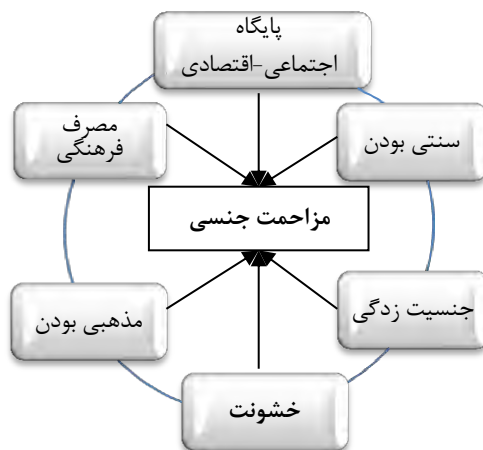 پایگاه
اجتماعی-اقتصادی
سنتی بودن
مصرف
فرهنگی
مزاحمت جنسی
جنسیت زدگی
مذهبی بودن
خشونت